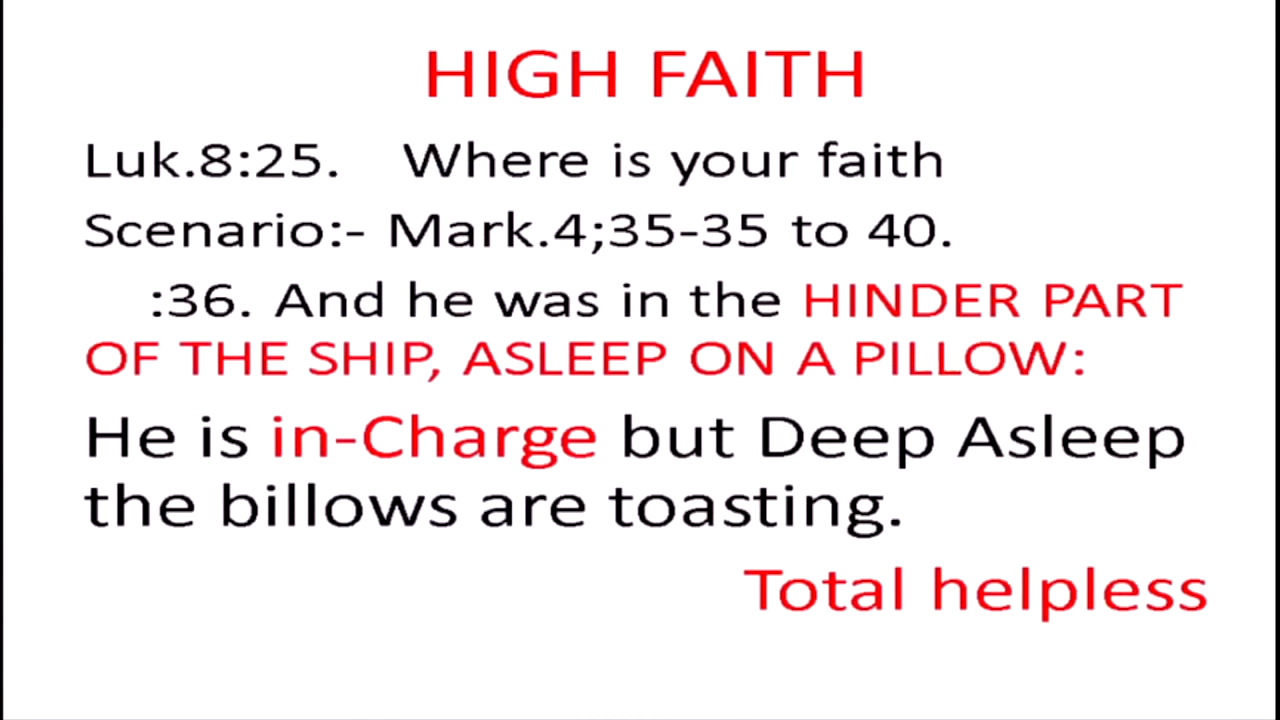 HIGH FAITH
Luk.8:25. Where is your faith
Scenario:- Mark.4;35-35 to 40.
:36. And he was in the HINDER PART
OF THE SHIP, ASLEEP ON A PILLOW:
He is in-Charge but Deep Asleep
the billows are toasting.
Total helpless